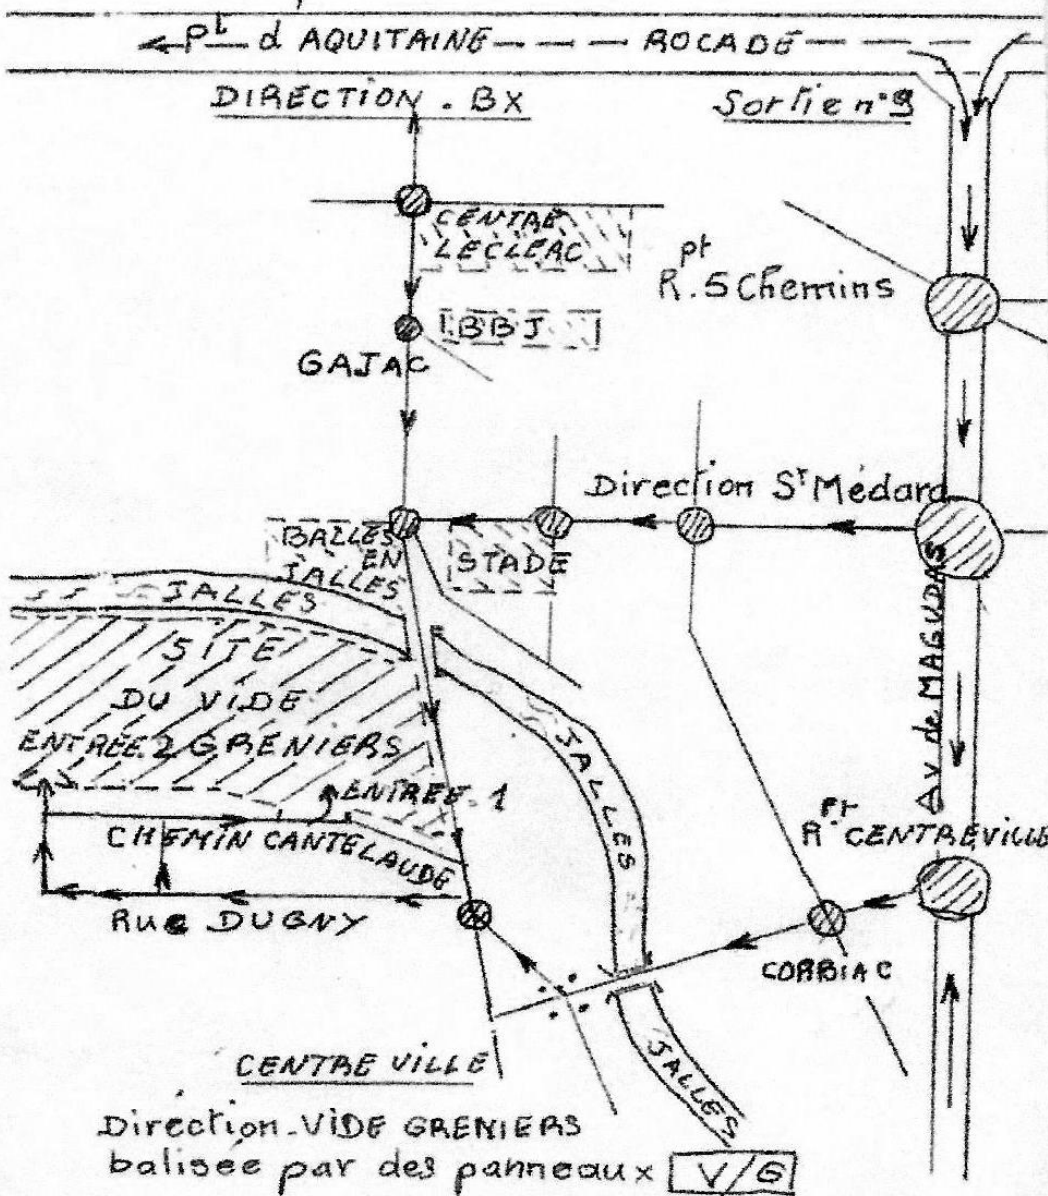 ← Pt d AQUITAINE ROCADE
DIRECTION . BX
Sortie n°9
CENTRE
LECLERC
pt
R. 5 Chemins
BBJ
GAJAC
Direction St Médard
BALLES
EN
JALLES
STADE
JALLES
SITE
DU VIDE
GRENIERS
ENTRÉE.2
ENTREE.1
JALLES
Av de MAGUDAS
CHEMIN CANTELAUDE
Rue DUGNY
pt
Rt CENTREVILLE
CORBIAC
CENTRE VILLE
JALLES
Direction-VIDE GRENIERS
balisée par des panneaux V/G